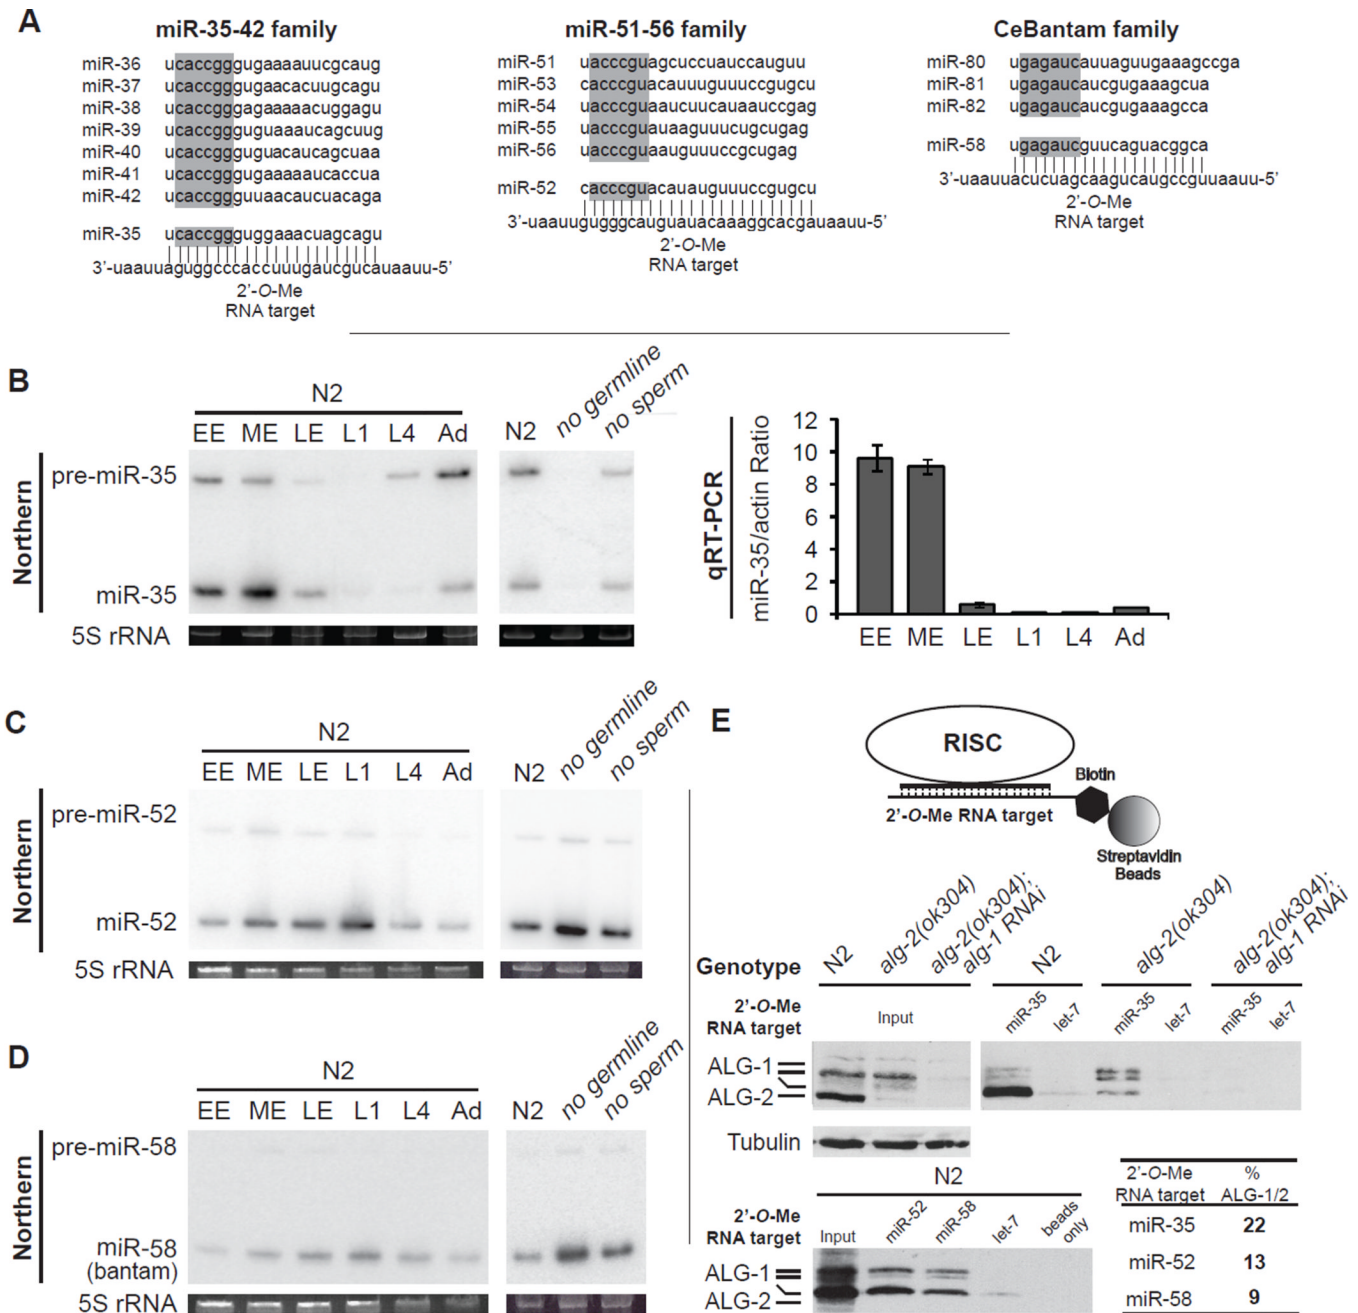 A
miR-35-42 family
miR-36 ucaccgggugaaaauucgcaug
miR-37 ucaccgggugaacacuugcagu
miR-38 ucaccgggagaaaaacuggagu
miR-39 ucaccggguguaaaucagcuug
miR-40 ucaccggguguacaucagcuaa
miR-41 ucaccgggugaaaaaucaccua
miR-42 ucaccggguuaacaucuacaga
miR-35 ucaccggguggaaacuagcagu
3'-uaauuaguggcccaccuuugaucgucauaauu-5'
2'-O-Me
RNA target
miR-51-56 family
miR-51 uacccguagcuccuauccauguu
miR-53 cacccguacauuuguuuccgugcu
miR-54 uacccguaaucuucauaauccgag
miR-55 uacccguauaaguuucugcugag
miR-56 uacccguaauguuuccgcugag
miR-52 cacccguacauauguuuccgugcu
3'-uaauugugggcauguauacaaaggcacgauaauu-5'
2'-O-Me
RNA target
CeBantam family
miR-80 ugagaucauuaguugaaagccga
miR-81 ugagaucaucgugaaagcua
miR-82 ugagaucaucgugaaagcca
miR-58 ugagaucguucaguacggca
3'-uaauuacucuagcaagucaugccguuaauu-5'
2'-O-Me
RNA target
B
Northern
N2
EE ME LE L1 L4 Ad
N2 no germline no sperm
pre-miR-35
miR-35
5S rRNA
qRT-PCR
miR-35/actin Ratio
12
10
8
6
4
2
0
EE ME LE L1 L4 Ad
C
Northern
N2
EE ME LE L1 L4 Ad
N2 no germline no sperm
pre-miR-52
miR-52
5S rRNA
D
Northern
N2
EE ME LE L1 L4 Ad
N2 no germline no sperm
pre-miR-58
miR-58
(bantam)
5S rRNA
E
RISC
Biotin
2'-O-Me RNA target
Streptavidin
Beads
Genotype N2 alg-2(ok304) alg-2(ok304); alg-1 RNAi N2 alg-2(ok304) alg-2(ok304); alg-1 RNAi
2'-O-Me
RNA target
Input miR-35 let-7 miR-35 let-7 miR-35 let-7
ALG-1
ALG-2
Tubulin
N2
2'-O-Me
RNA target
Input miR-52 miR-58 let-7 beads only
ALG-1
ALG-2
2'-O-Me
RNA target
%
ALG-1/2
miR-35 22
miR-52 13
miR-58 9